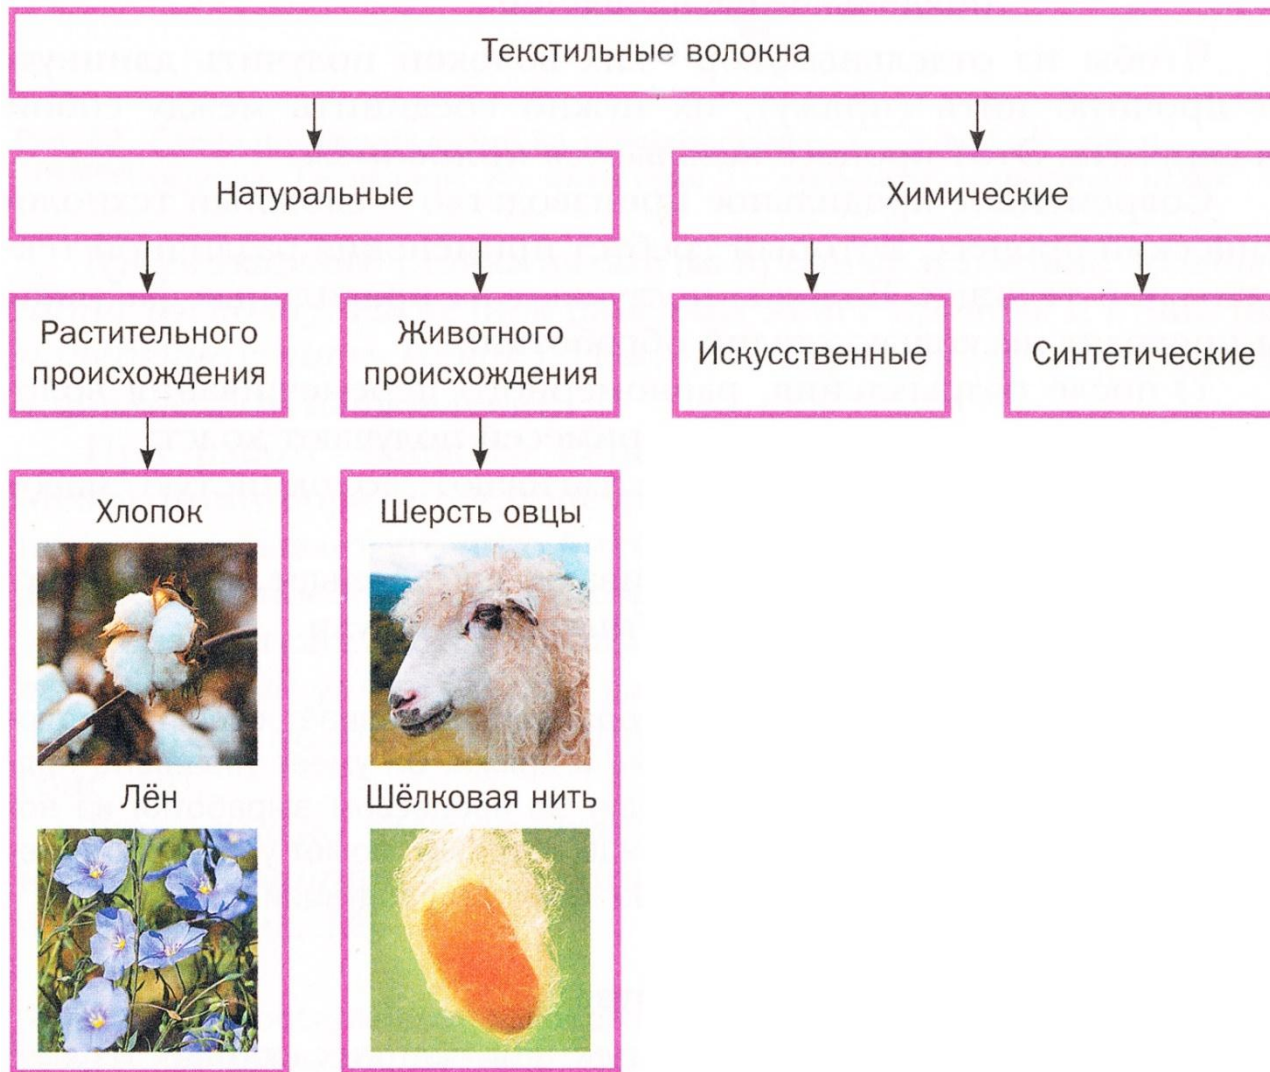 Текстильные волокна
Натуральные
Химические
Растительного
происхождения
Животного
происхождения
Искусственные
Синтетические
Хлопок
Шерсть овцы
Лён
Шёлковая нить